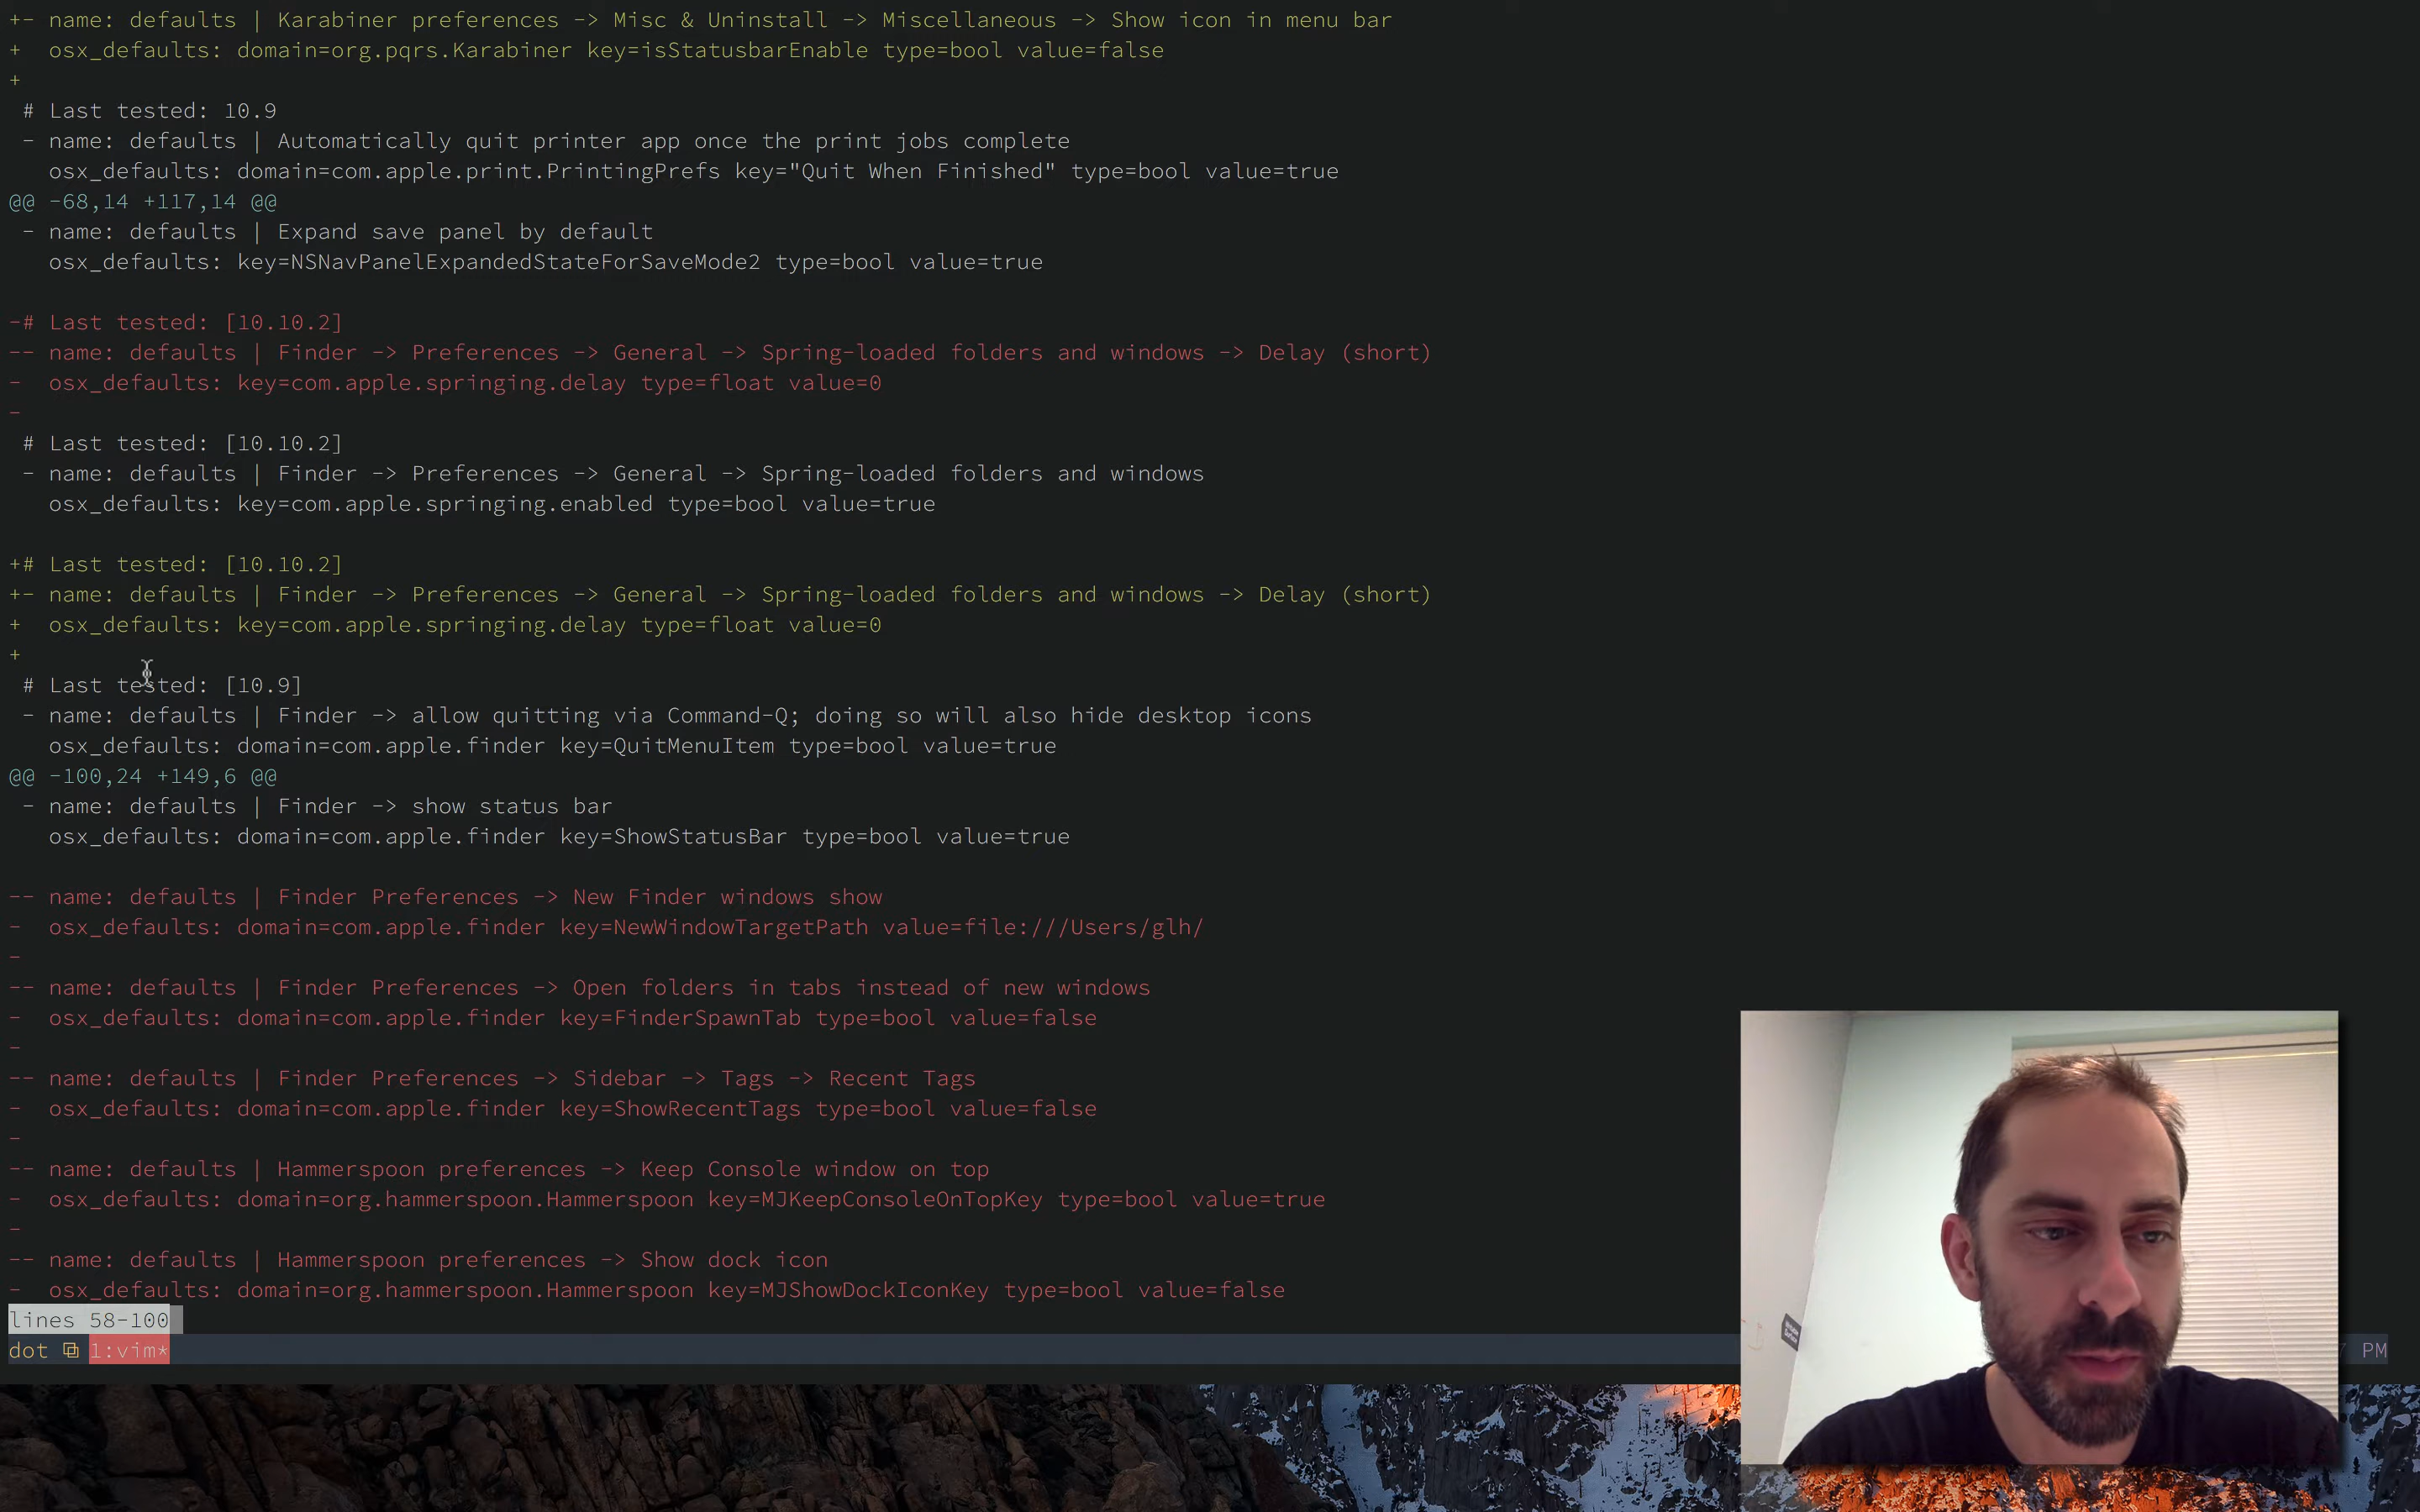 +- name: defaults | Karabiner preferences -> Misc & Uninstall -> Miscellaneous -> Show icon in menu bar
+  osx_defaults: domain=org.pqrs.Karabiner key=isStatusbarEnable type=bool value=false
+
 # Last tested: 10.9
 - name: defaults | Automatically quit printer app once the print jobs complete
   osx_defaults: domain=com.apple.print.PrintingPrefs key="Quit When Finished" type=bool value=true
@@ -68,14 +117,14 @@
 - name: defaults | Expand save panel by default
   osx_defaults: key=NSNavPanelExpandedStateForSaveMode2 type=bool value=true
-# Last tested: [10.10.2]
-- name: defaults | Finder -> Preferences -> General -> Spring-loaded folders and windows -> Delay (short)
-  osx_defaults: key=com.apple.springing.delay type=float value=0
-
 # Last tested: [10.10.2]
 - name: defaults | Finder -> Preferences -> General -> Spring-loaded folders and windows
   osx_defaults: key=com.apple.springing.enabled type=bool value=true
+# Last tested: [10.10.2]
+- name: defaults | Finder -> Preferences -> General -> Spring-loaded folders and windows -> Delay (short)
+  osx_defaults: key=com.apple.springing.delay type=float value=0
+
 # Last tested: [10.9]
 - name: defaults | Finder -> allow quitting via Command-Q; doing so will also hide desktop icons
   osx_defaults: domain=com.apple.finder key=QuitMenuItem type=bool value=true
@@ -100,24 +149,6 @@
 - name: defaults | Finder -> show status bar
   osx_defaults: domain=com.apple.finder key=ShowStatusBar type=bool value=true
-- name: defaults | Finder Preferences -> New Finder windows show
-  osx_defaults: domain=com.apple.finder key=NewWindowTargetPath value=file:///Users/glh/
-
-- name: defaults | Finder Preferences -> Open folders in tabs instead of new windows
-  osx_defaults: domain=com.apple.finder key=FinderSpawnTab type=bool value=false
-
-- name: defaults | Finder Preferences -> Sidebar -> Tags -> Recent Tags
-  osx_defaults: domain=com.apple.finder key=ShowRecentTags type=bool value=false
-
-- name: defaults | Hammerspoon preferences -> Keep Console window on top
-  osx_defaults: domain=org.hammerspoon.Hammerspoon key=MJKeepConsoleOnTopKey type=bool value=true
-
-- name: defaults | Hammerspoon preferences -> Show dock icon
-  osx_defaults: domain=org.hammerspoon.Hammerspoon key=MJShowDockIconKey type=bool value=false
lines 58-100
dot 1:vim* PM